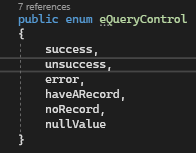 7 references
public enum eQueryControl
{
success,
unsuccess,
error,
haveARecord,
noRecord,
nullValue
}